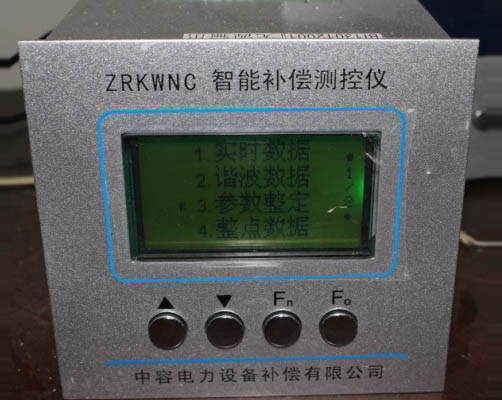 ZRKWNC 智能补偿测控仪
1 实时数据
2 谐波数据
* 3 参数整定
4 整点数据
1/2
▲ ▼ Fn Fo
中容电力设备补偿有限公司